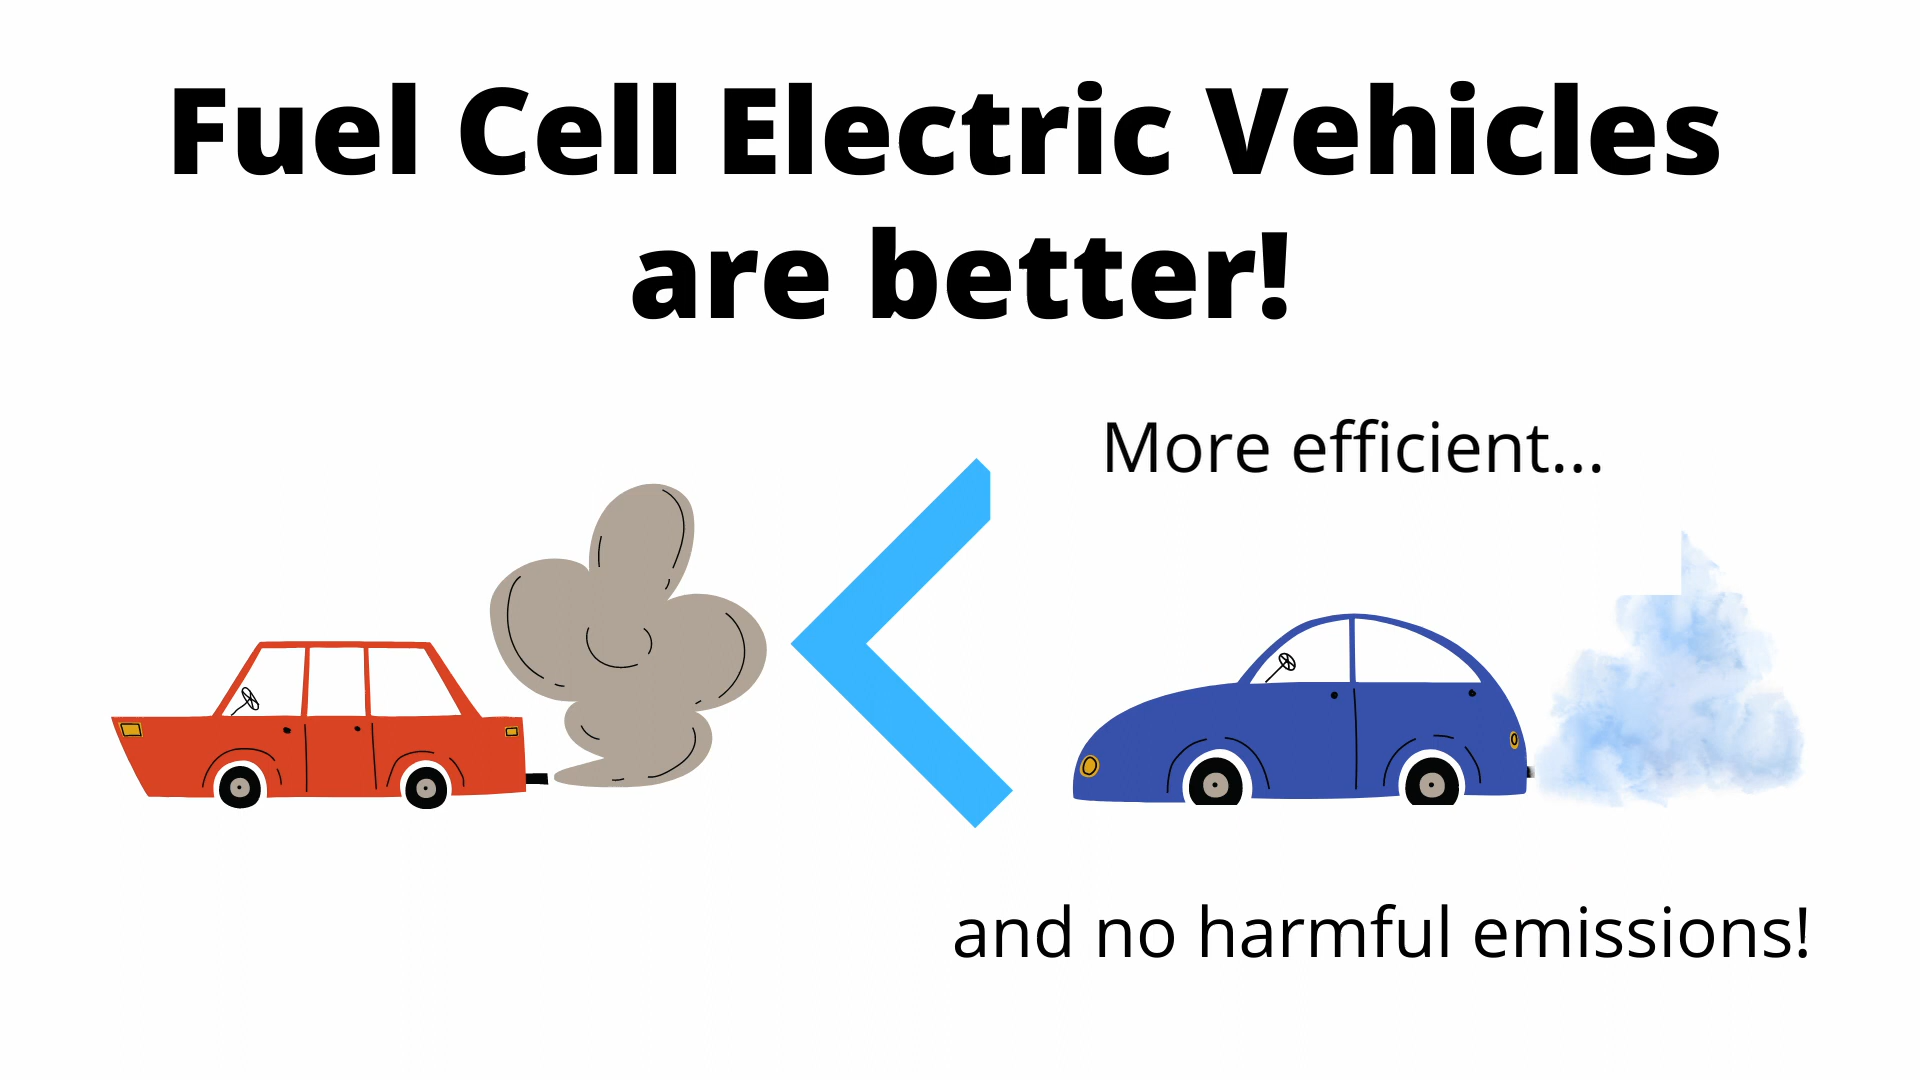 Fuel Cell Electric Vehicles
are better!
More efficient...
and no harmful emissions!